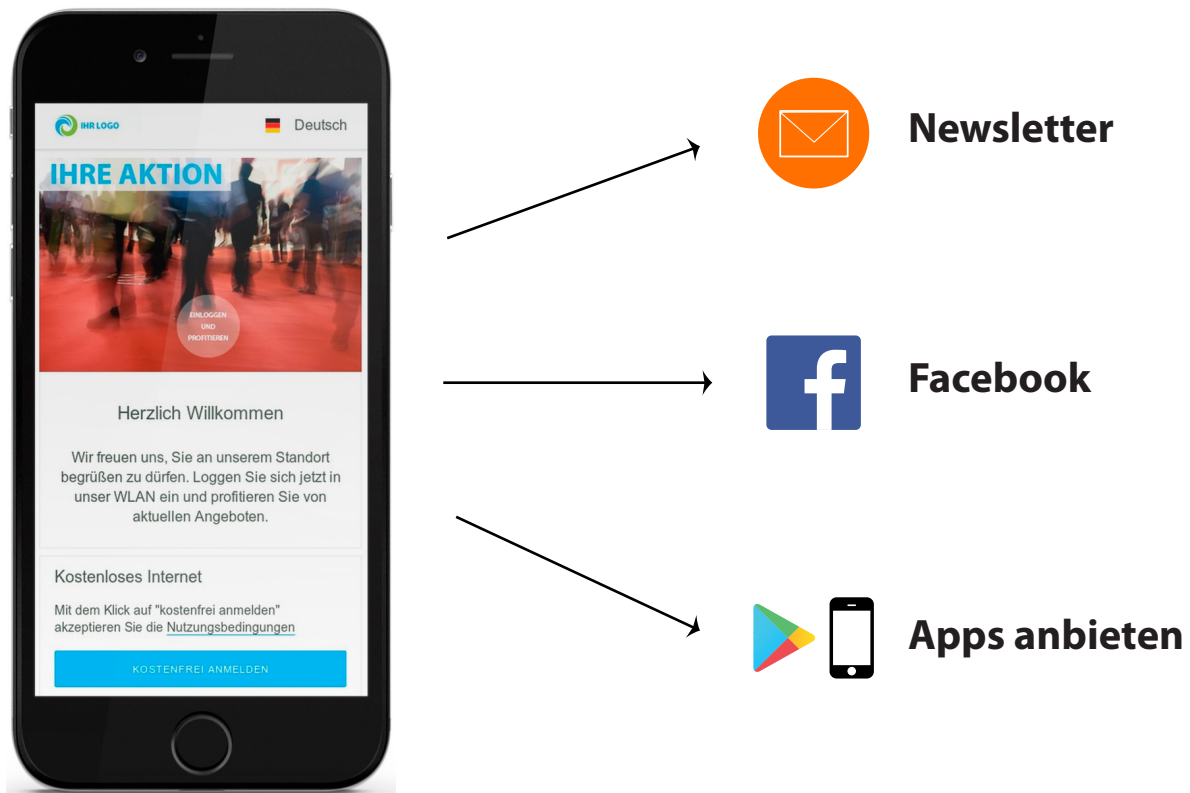 IHR LOGO
Deutsch
IHRE AKTION
EINLOGGEN
UND
PROFITIEREN
Herzlich Willkommen
Wir freuen uns, Sie an unserem Standort
begrüßen zu dürfen. Loggen Sie sich jetzt in
unser WLAN ein und profitieren Sie von
aktuellen Angeboten.
Kostenloses Internet
Mit dem Klick auf "kostenfrei anmelden"
akzeptieren Sie die Nutzungsbedingungen
KOSTENFREI ANMELDEN
Newsletter
Facebook
Apps anbieten